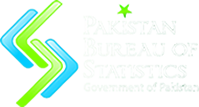 Pakistan
Bureau of
Statistics
Government of Pakistan